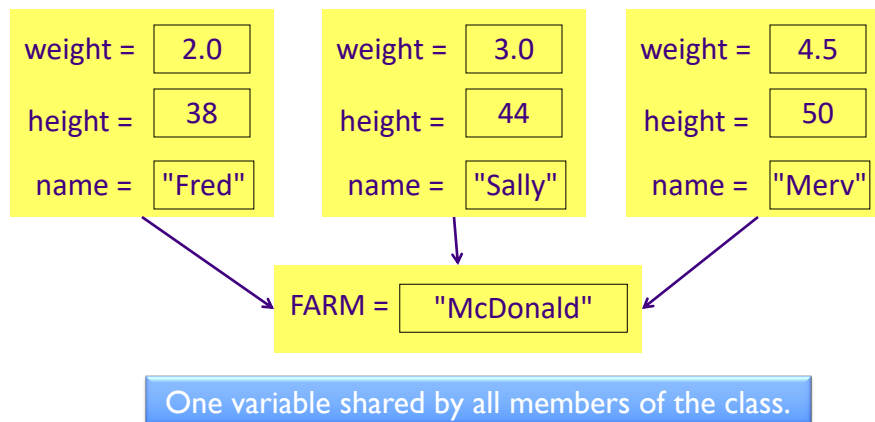 weight = 2.0
height = 38
name = "Fred"
weight = 3.0
height = 44
name = "Sally"
weight = 4.5
height = 50
name = "Merv"
FARM = "McDonald"
One variable shared by all members of the class.